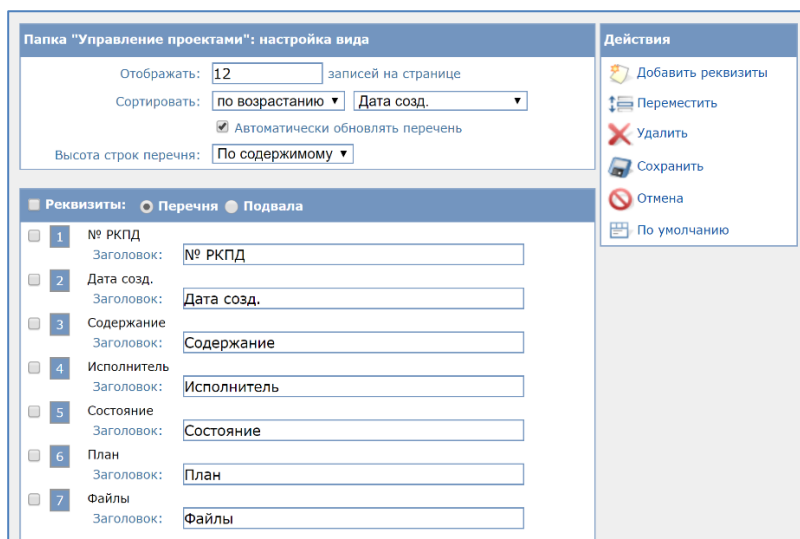 Папка "Управление проектами": настройка вида
Отображать: 12 записей на странице
Сортировать: по возрастанию Дата созд.
Автоматически обновлять перечень
Высота строк перечня: По содержимому
Реквизиты: Перечня Подвала
1 № РКПД
Заголовок: № РКПД
2 Дата созд.
Заголовок: Дата созд.
3 Содержание
Заголовок: Содержание
4 Исполнитель
Заголовок: Исполнитель
5 Состояние
Заголовок: Состояние
6 План
Заголовок: План
7 Файлы
Заголовок: Файлы
Действия
Добавить реквизиты
Переместить
Удалить
Сохранить
Отмена
По умолчанию